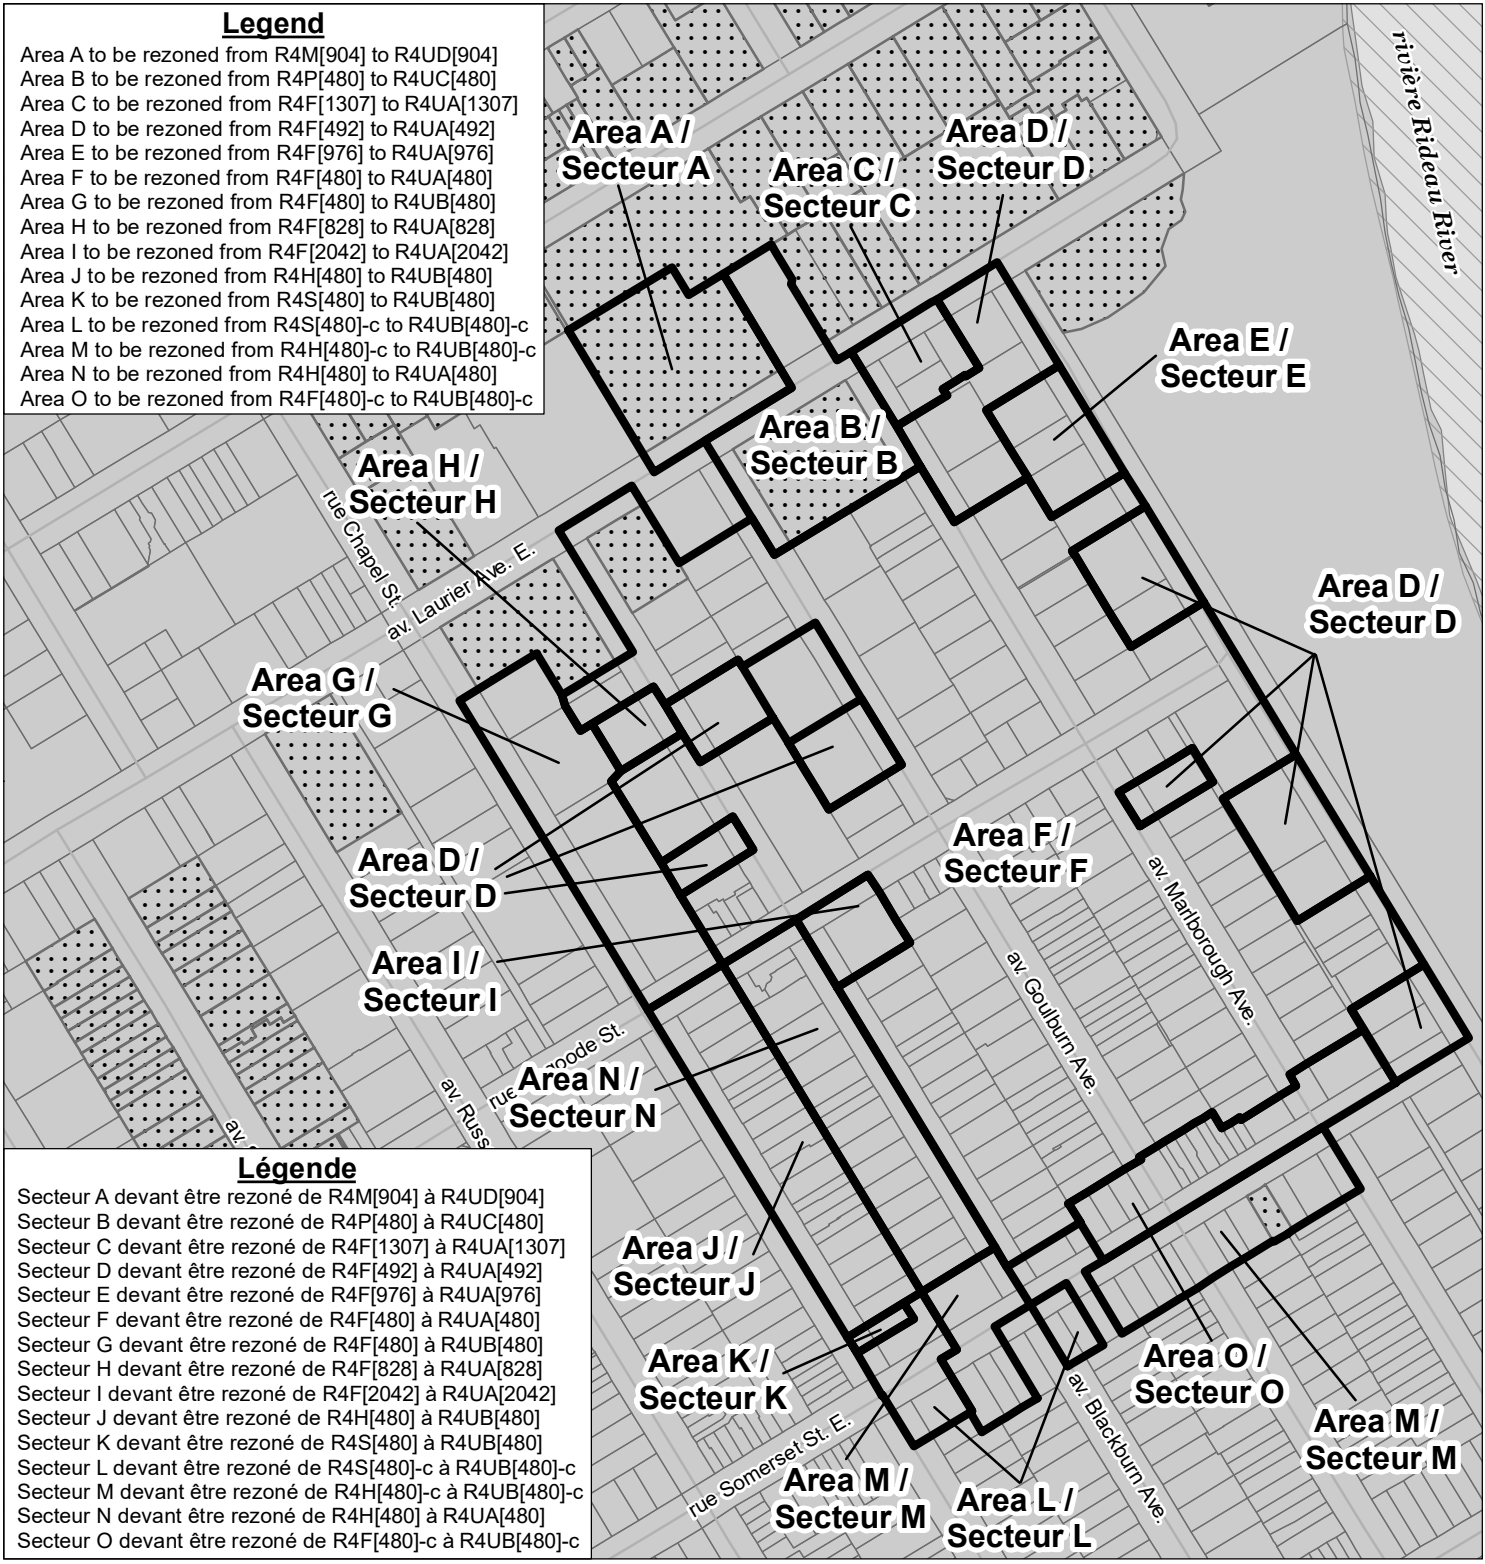 Legend
Area A to be rezoned from R4M[904] to R4UD[904]
Area B to be rezoned from R4P[480] to R4UC[480]
Area C to be rezoned from R4F[1307] to R4UA[1307]
Area D to be rezoned from R4F[492] to R4UA[492]
Area E to be rezoned from R4F[976] to R4UA[976]
Area F to be rezoned from R4F[480] to R4UA[480]
Area G to be rezoned from R4F[480] to R4UB[480]
Area H to be rezoned from R4F[828] to R4UA[828]
Area I to be rezoned from R4F[2042] to R4UA[2042]
Area J to be rezoned from R4H[480] to R4UB[480]
Area K to be rezoned from R4S[480] to R4UB[480]
Area L to be rezoned from R4S[480]-c to R4UB[480]-c
Area M to be rezoned from R4H[480]-c to R4UB[480]-c
Area N to be rezoned from R4H[480] to R4UA[480]
Area O to be rezoned from R4F[480]-c to R4UB[480]-c
rivière Rideau River
Area A /
Secteur A
Area C /
Secteur C
Area D /
Secteur D
Area E /
Secteur E
Area B /
Secteur B
Area H /
Secteur H
rue Chapel St.
av. Laurier Ave. E.
Area D /
Secteur D
Area G /
Secteur G
Area D /
Secteur D
Area F /
Secteur F
av. Marlborough Ave.
Area I /
Secteur I
av. Goulburn Ave.
rue
goode St.
Area N /
Secteur N
av. Russ
av.
Area J /
Secteur J
Area K /
Secteur K
Area O /
Secteur O
Area M /
Secteur M
rue Somerset St. E.
av. Blackburn Ave.
Area M /
Secteur M
Area L /
Secteur L
Légende
Secteur A devant être rezoné de R4M[904] à R4UD[904]
Secteur B devant être rezoné de R4P[480] à R4UC[480]
Secteur C devant être rezoné de R4F[1307] à R4UA[1307]
Secteur D devant être rezoné de R4F[492] à R4UA[492]
Secteur E devant être rezoné de R4F[976] à R4UA[976]
Secteur F devant être rezoné de R4F[480] à R4UA[480]
Secteur G devant être rezoné de R4F[480] à R4UB[480]
Secteur H devant être rezoné de R4F[828] à R4UA[828]
Secteur I devant être rezoné de R4F[2042] à R4UA[2042]
Secteur J devant être rezoné de R4H[480] à R4UB[480]
Secteur K devant être rezoné de R4S[480] à R4UB[480]
Secteur L devant être rezoné de R4S[480]-c à R4UB[480]-c
Secteur M devant être rezoné de R4H[480]-c à R4UB[480]-c
Secteur N devant être rezoné de R4H[480] à R4UA[480]
Secteur O devant être rezoné de R4F[480]-c à R4UB[480]-c